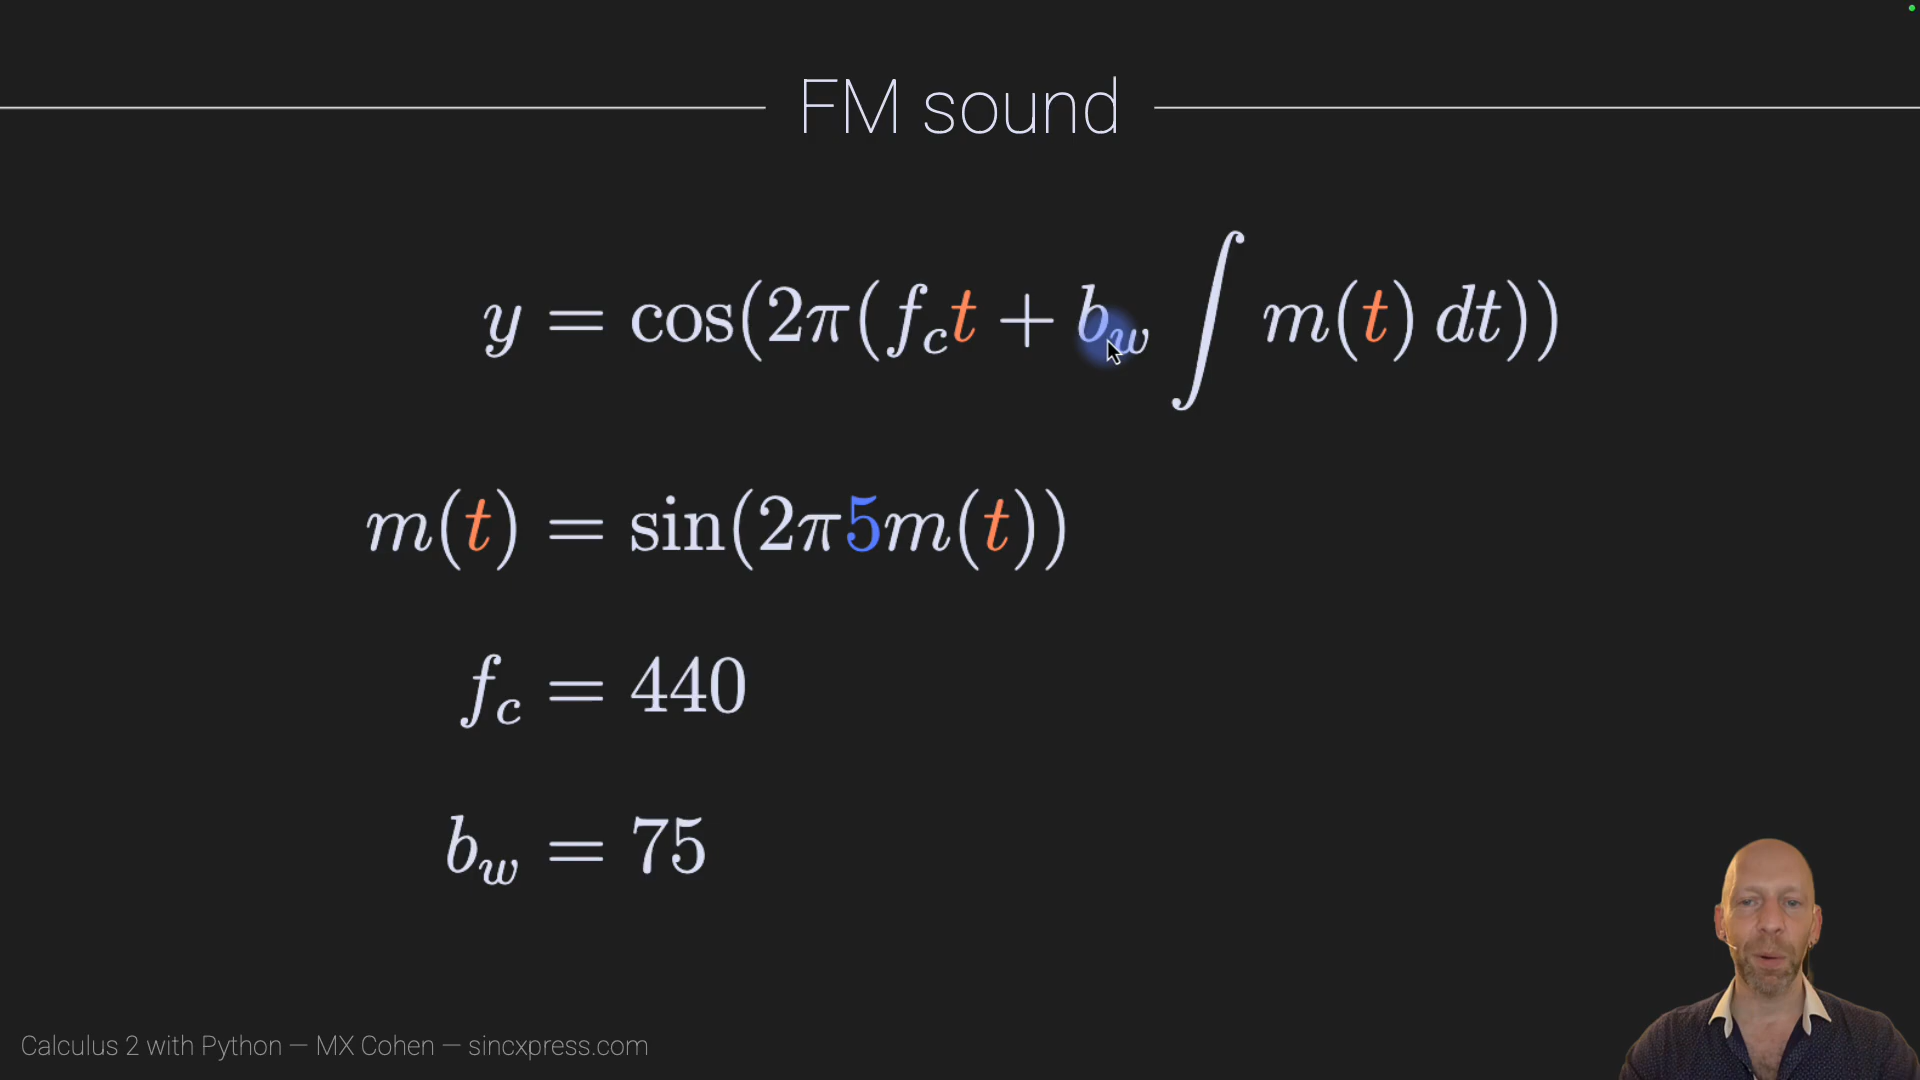 FM sound
y = cos(2π(f_c t + b_w ∫ m(t) dt))
m(t) = sin(2π5m(t))
f_c = 440
b_w = 75
Calculus 2 with Python — MX Cohen — sincxpress.com